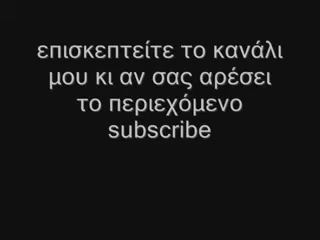 επισκεπτείτε το κανάλι
μου κι αν σας αρέσει
το περιεχόμενο
subscribe